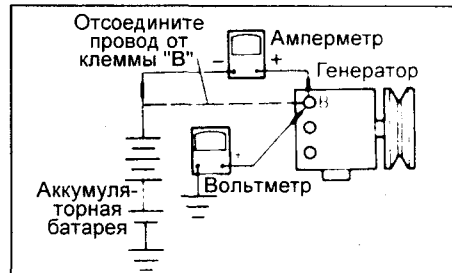 Отсоедините
провод от
клеммы "В"
Амперметр
− +
Генератор
В
+
Вольтметр
Аккумуля-
торная
батарея